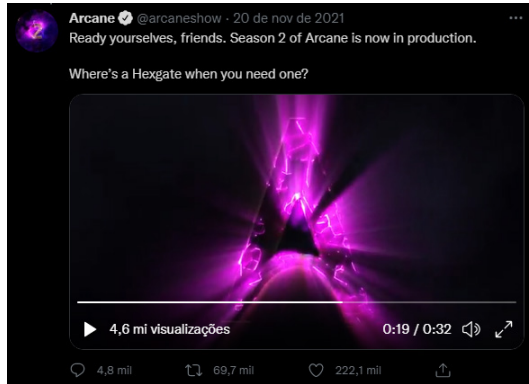 Arcane @arcaneshow · 20 de nov de 2021
Ready yourselves, friends. Season 2 of Arcane is now in production.
Where's a Hexgate when you need one?
4,6 mi visualizações 0:19 / 0:32
4,8 mil 69,7 mil 222,1 mil